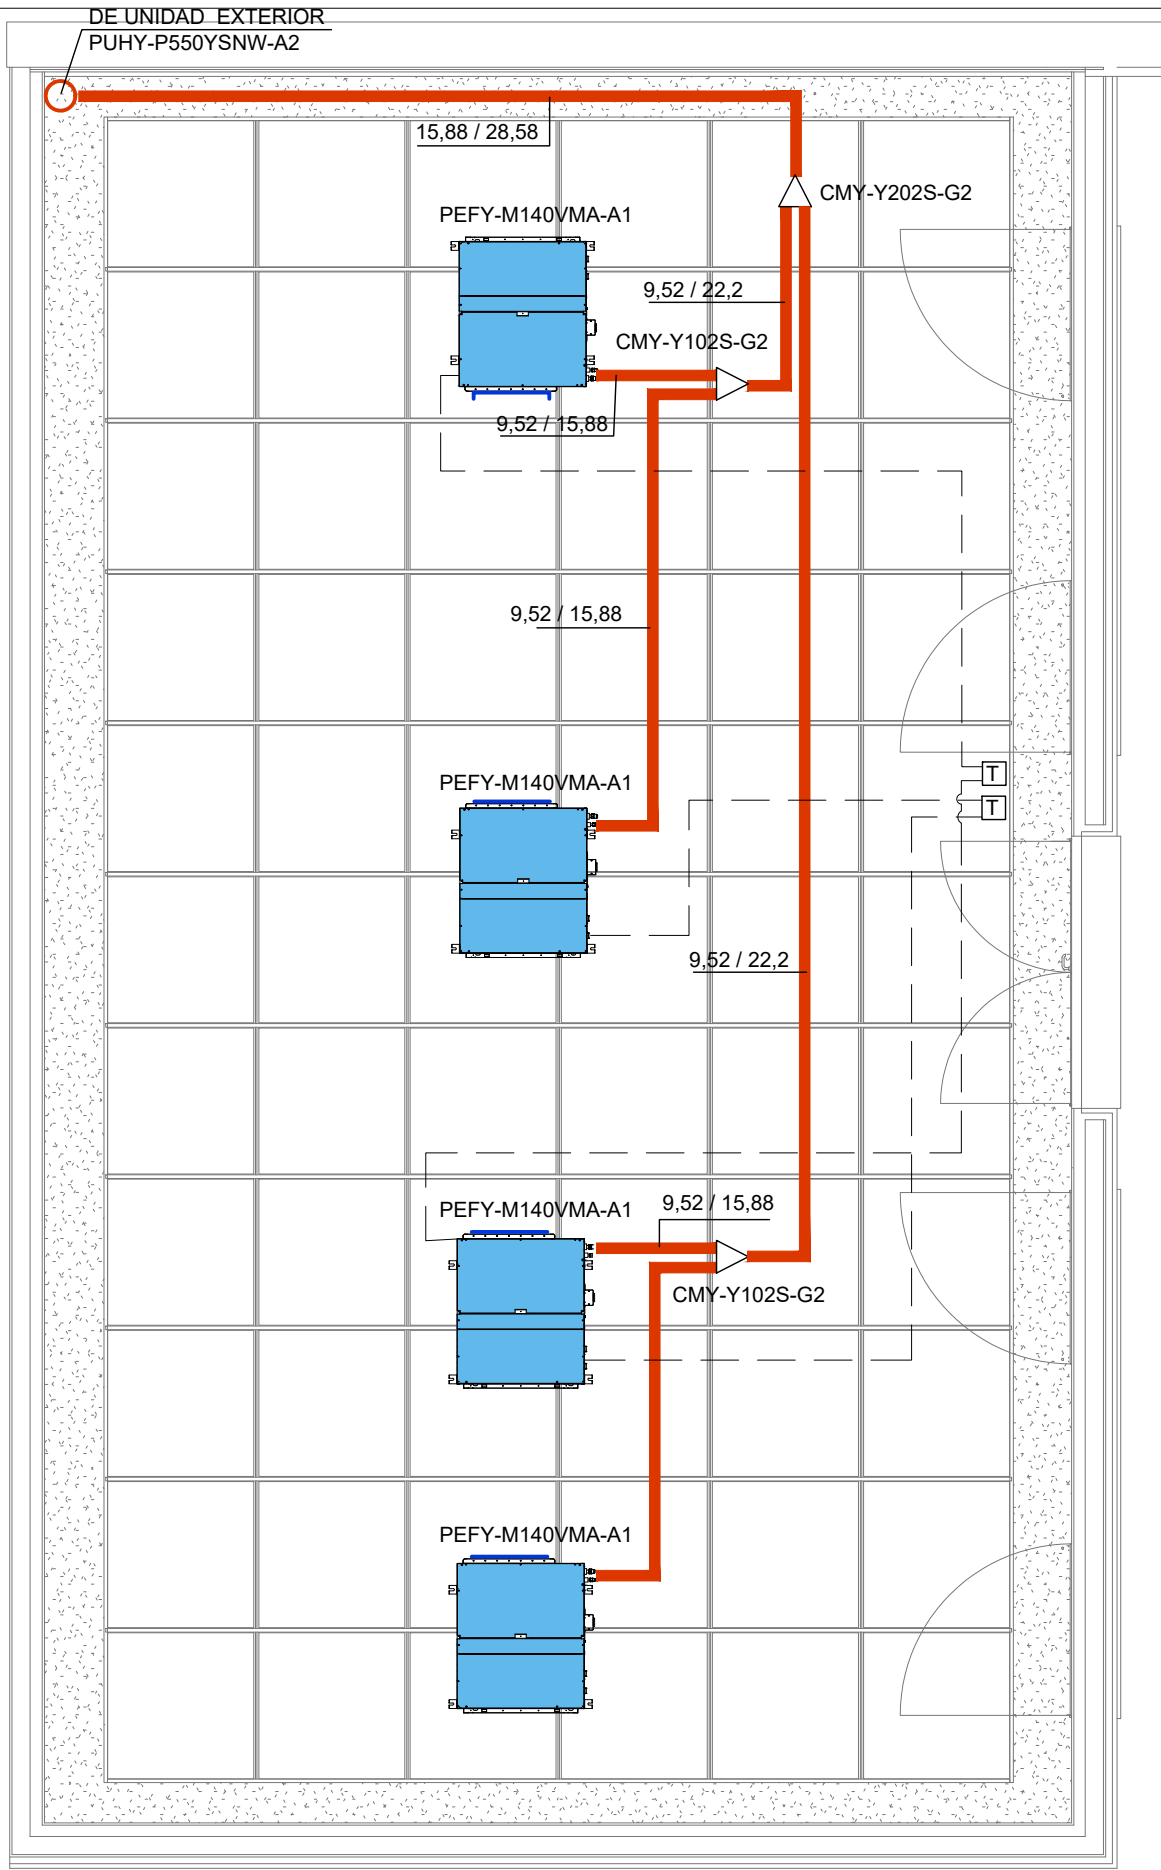 DE UNIDAD EXTERIOR
PUHY-P550YSNW-A2
15,88 / 28,58
CMY-Y202S-G2
PEFY-M140VMA-A1
9,52 / 22,2
CMY-Y102S-G2
9,52 / 15,88
9,52 / 15,88
T
PEFY-M140VMA-A1
T
9,52 / 22,2
PEFY-M140VMA-A1
9,52 / 15,88
CMY-Y102S-G2
PEFY-M140VMA-A1